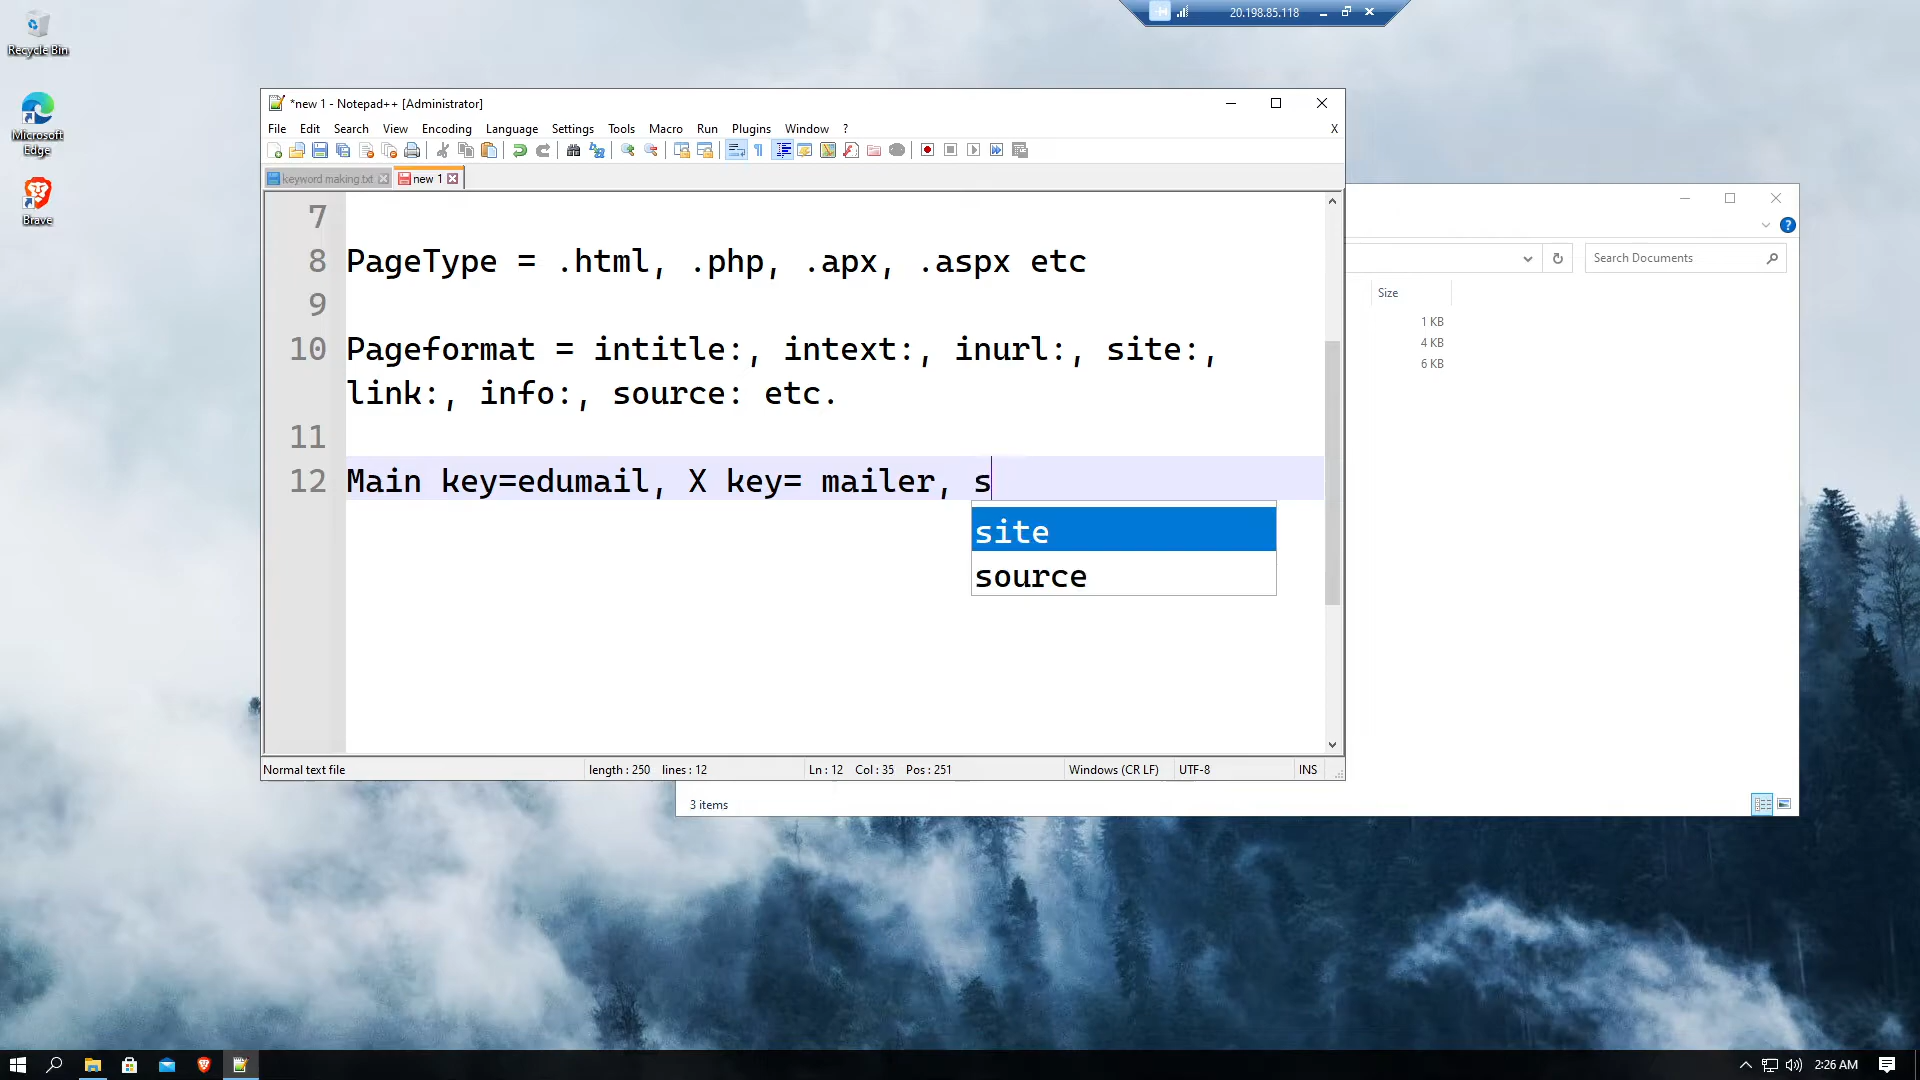 20.198.85.118
Recycle Bin
Microsoft
Edge
Brave
*new 1 - Notepad++ [Administrator]
File Edit Search View Encoding Language Settings Tools Macro Run Plugins Window ? X
keyword making.txt new 1
7
8 PageType = .html, .php, .apx, .aspx etc
9
10 Pageformat = intitle:, intext:, inurl:, site:,
link:, info:, source: etc.
11
12 Main key=edumail, X key= mailer, s
site
source
Normal text file length : 250 lines : 12 Ln : 12 Col : 35 Pos : 251 Windows (CR LF) UTF-8 INS
Search Documents
Size
1 KB
4 KB
6 KB
3 items
2:26 AM